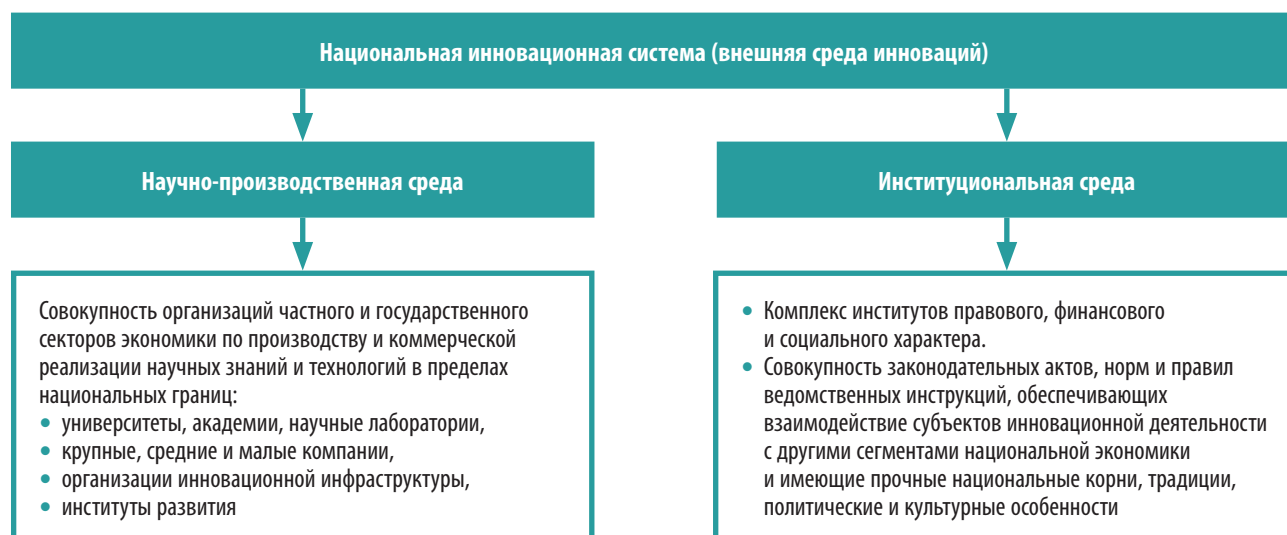 Национальная инновационная система (внешняя среда инноваций)
Научно-производственная среда
Институциональная среда
Совокупность организаций частного и государственного
секторов экономики по производству и коммерческой
реализации научных знаний и технологий в пределах
национальных границ:
• университеты, академии, научные лаборатории,
• крупные, средние и малые компании,
• организации инновационной инфраструктуры,
• институты развития
• Комплекс институтов правового, финансового
и социального характера.
• Совокупность законодательных актов, норм и правил
ведомственных инструкций, обеспечивающих
взаимодействие субъектов инновационной деятельности
с другими сегментами национальной экономики
и имеющие прочные национальные корни, традиции,
политические и культурные особенности